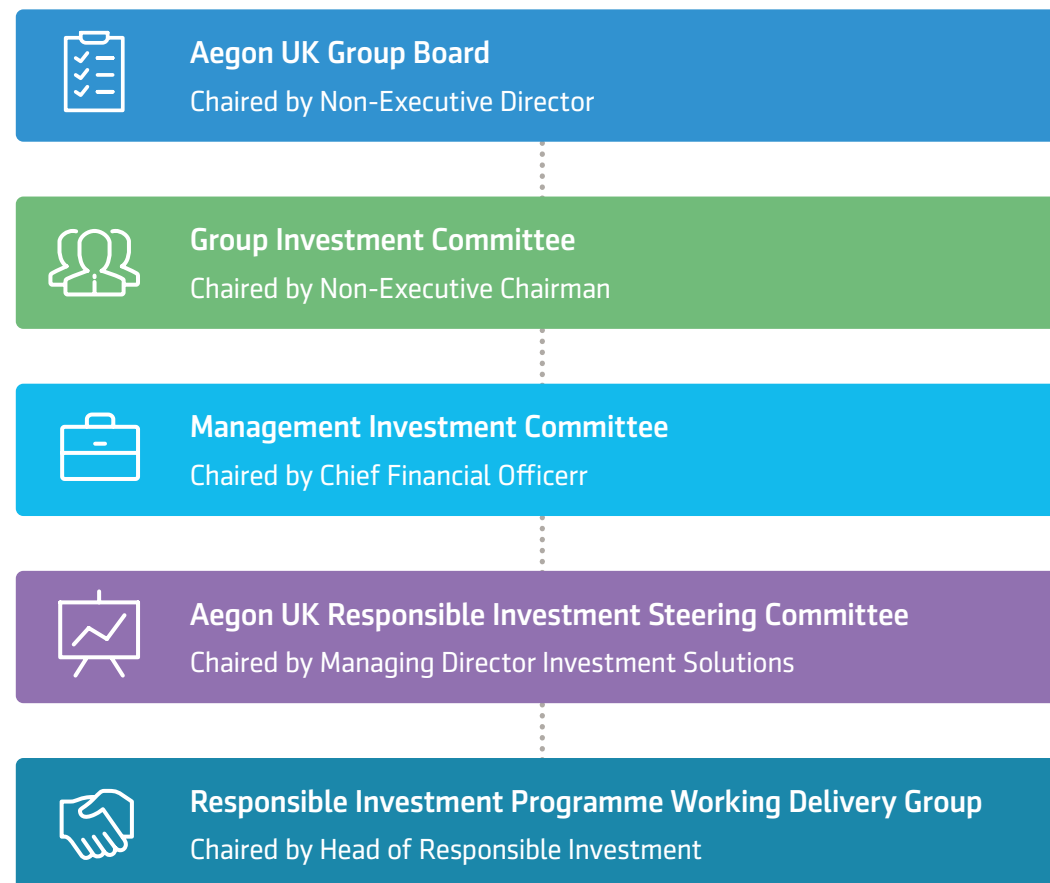 Aegon UK Group Board
Chaired by Non-Executive Director
Group Investment Committee
Chaired by Non-Executive Chairman
Management Investment Committee
Chaired by Chief Financial Officerr
Aegon UK Responsible Investment Steering Committee
Chaired by Managing Director Investment Solutions
Responsible Investment Programme Working Delivery Group
Chaired by Head of Responsible Investment